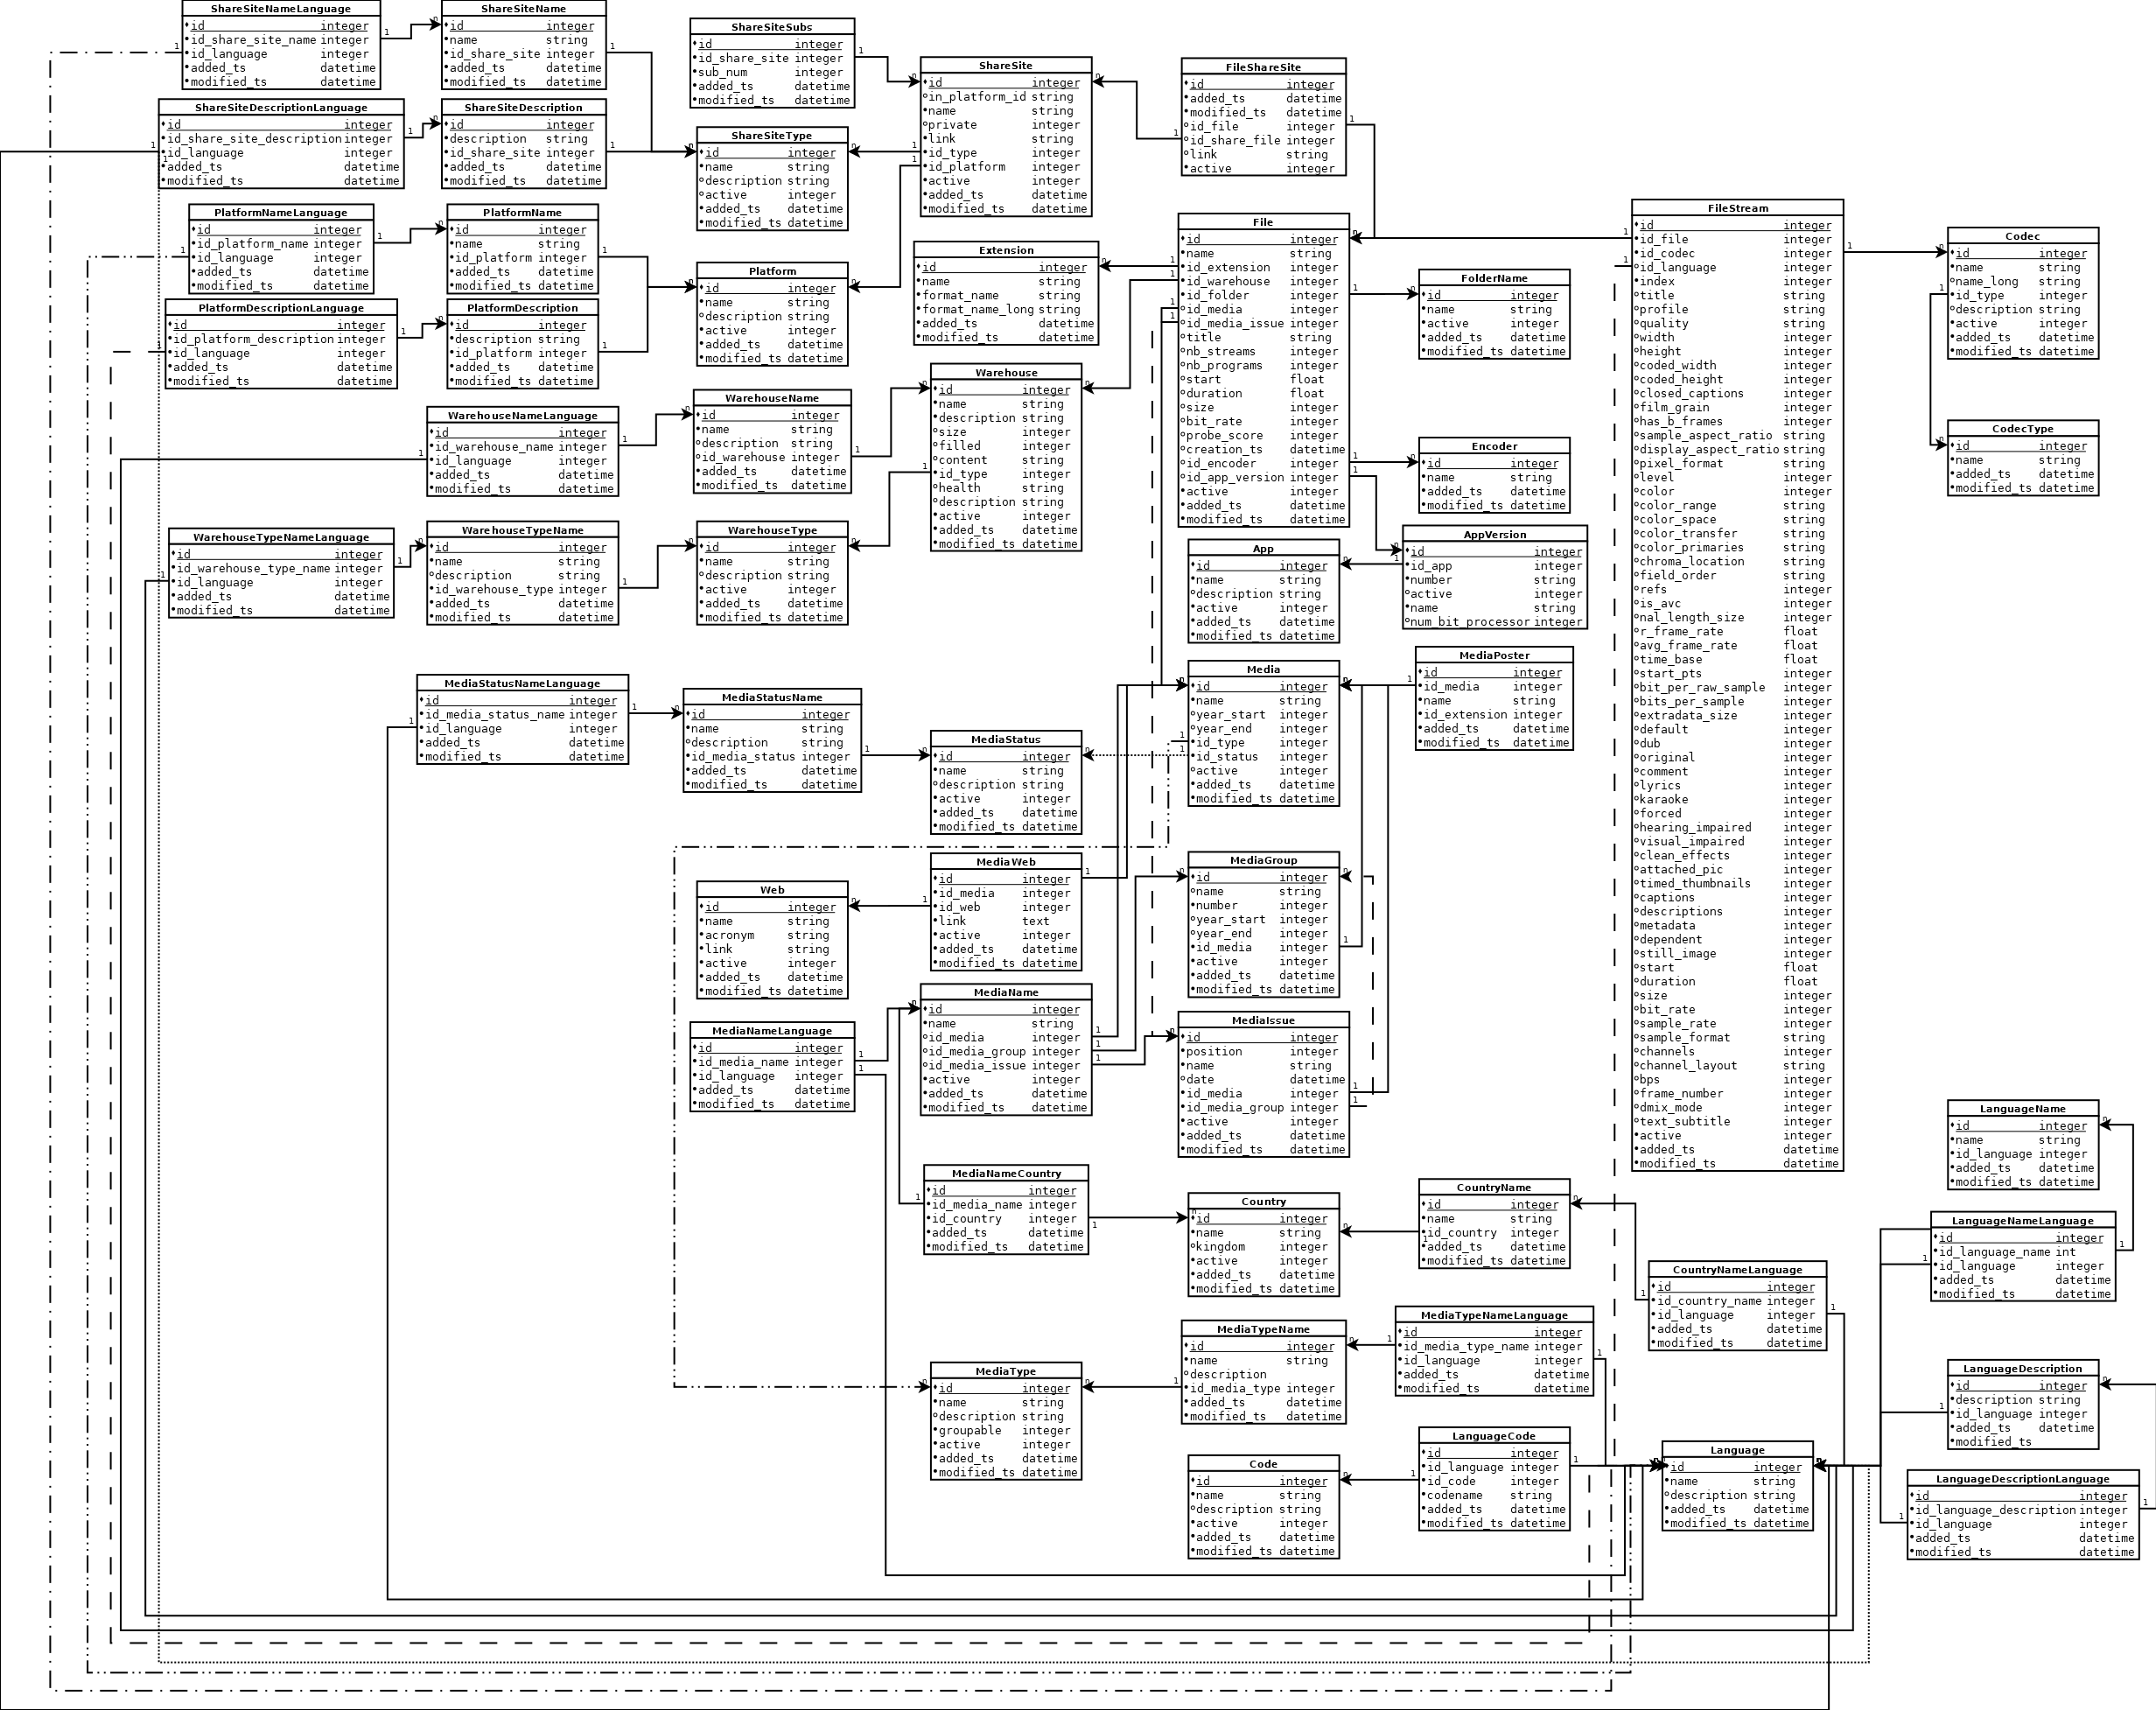 ShareSiteNameLanguage
id integer
id_share_site_name integer
id_language integer
added_ts datetime
modified_ts datetime
ShareSiteName
id integer
name string
id_share_site integer
added_ts datetime
modified_ts datetime
ShareSiteSubs
id integer
id_share_site integer
sub_num integer
added_ts datetime
modified_ts datetime
ShareSite
id integer
in_platform_id string
name string
private integer
link string
id_type integer
id_platform integer
active integer
added_ts datetime
modified_ts datetime
FileShareSite
id integer
added_ts datetime
modified_ts datetime
id_file integer
id_share_file integer
link string
active integer
ShareSiteDescriptionLanguage
id integer
id_share_site_description integer
id_language integer
added_ts datetime
modified_ts datetime
ShareSiteDescription
id integer
description string
id_share_site integer
added_ts datetime
modified_ts datetime
ShareSiteType
id integer
name string
description string
active integer
added_ts datetime
modified_ts datetime
PlatformNameLanguage
id integer
id_platform_name integer
id_language integer
added_ts datetime
modified_ts datetime
PlatformName
id integer
name string
id_platform integer
added_ts datetime
modified_ts datetime
Platform
id integer
name string
description string
active integer
added_ts datetime
modified_ts datetime
Extension
id integer
name string
format_name string
format_name_long string
added_ts datetime
modified_ts datetime
File
id integer
name string
id_extension integer
id_warehouse integer
id_folder integer
id_media integer
id_media_issue integer
title string
nb_streams integer
nb_programs integer
start float
duration float
size integer
bit_rate integer
probe_score integer
creation_ts datetime
id_encoder integer
id_app_version integer
active integer
added_ts datetime
modified_ts datetime
FolderName
id integer
name string
active integer
added_ts datetime
modified_ts datetime
FileStream
id integer
id_file integer
id_codec integer
id_language integer
index integer
title string
profile string
quality string
width integer
height integer
coded_width integer
coded_height integer
closed_captions integer
film_grain integer
has_b_frames integer
sample_aspect_ratio string
display_aspect_ratio string
pixel_format string
level integer
color integer
color_range string
color_space string
color_transfer string
color_primaries string
chroma_location string
field_order string
refs integer
is_avc integer
nal_length_size integer
r_frame_rate float
avg_frame_rate float
time_base float
start_pts integer
bit_per_raw_sample integer
bits_per_sample integer
extradata_size integer
default integer
dub integer
original integer
comment integer
lyrics integer
karaoke integer
forced integer
hearing_impaired integer
visual_impaired integer
clean_effects integer
attached_pic integer
timed_thumbnails integer
captions integer
descriptions integer
metadata integer
dependent integer
still_image integer
start float
duration float
size integer
bit_rate integer
sample_rate integer
sample_format string
channels integer
channel_layout string
bps integer
frame_number integer
dmix_mode integer
text_subtitle integer
active integer
added_ts datetime
modified_ts datetime
Codec
id integer
name string
name_long string
id_type integer
description string
active integer
added_ts datetime
modified_ts datetime
CodecType
id integer
name string
added_ts datetime
modified_ts datetime
PlatformDescriptionLanguage
id integer
id_platform_description integer
id_language integer
added_ts datetime
modified_ts datetime
PlatformDescription
id integer
description string
id_platform integer
added_ts datetime
modified_ts datetime
WarehouseNameLanguage
id integer
id_warehouse_name integer
id_language integer
added_ts datetime
modified_ts datetime
WarehouseName
id integer
name string
description string
id_warehouse integer
added_ts datetime
modified_ts datetime
Warehouse
id integer
name string
description string
size integer
filled integer
content string
id_type integer
health string
description string
active integer
added_ts datetime
modified_ts datetime
Encoder
id integer
name string
added_ts datetime
modified_ts datetime
WarehouseTypeNameLanguage
id integer
id_warehouse_type_name integer
id_language integer
added_ts datetime
modified_ts datetime
WarehouseTypeName
id integer
name string
description string
id_warehouse_type integer
added_ts datetime
modified_ts datetime
WarehouseType
id integer
name string
description string
active integer
added_ts datetime
modified_ts datetime
App
id integer
name string
description string
active integer
added_ts datetime
modified_ts datetime
AppVersion
id integer
id_app integer
number string
active integer
name string
num_bit_processor integer
MediaStatusNameLanguage
id integer
id_media_status_name integer
id_language integer
added_ts datetime
modified_ts datetime
MediaStatusName
id integer
name string
description string
id_media_status integer
added_ts datetime
modified_ts datetime
MediaStatus
id integer
name string
description string
active integer
added_ts datetime
modified_ts datetime
Media
id integer
name string
year_start integer
year_end integer
id_type integer
id_status integer
active integer
added_ts datetime
modified_ts datetime
MediaPoster
id integer
id_media integer
name string
id_extension integer
added_ts datetime
modified_ts datetime
Web
id integer
name string
acronym string
link string
active integer
added_ts datetime
modified_ts datetime
MediaWeb
id integer
id_media integer
id_web integer
link text
active integer
added_ts datetime
modified_ts datetime
MediaGroup
id integer
name string
number integer
year_start integer
year_end integer
id_media integer
active integer
added_ts datetime
modified_ts datetime
MediaNameLanguage
id integer
id_media_name integer
id_language integer
added_ts datetime
modified_ts datetime
MediaName
id integer
name string
id_media integer
id_media_group integer
id_media_issue integer
active integer
added_ts datetime
modified_ts datetime
MediaIssue
id integer
position integer
name string
date datetime
id_media integer
id_media_group integer
active integer
added_ts datetime
modified_ts datetime
MediaNameCountry
id integer
id_media_name integer
id_country integer
added_ts datetime
modified_ts datetime
Country
id integer
name string
kingdom integer
active integer
added_ts datetime
modified_ts datetime
CountryName
id integer
name string
id_country integer
added_ts datetime
modified_ts datetime
CountryNameLanguage
id integer
id_country_name integer
id_language integer
added_ts datetime
modified_ts datetime
LanguageName
id integer
name string
id_language integer
added_ts datetime
modified_ts datetime
LanguageNameLanguage
id integer
id_language_name int
id_language integer
added_ts datetime
modified_ts datetime
MediaType
id integer
name string
description string
groupable integer
active integer
added_ts datetime
modified_ts datetime
MediaTypeName
id integer
name string
description
id_media_type integer
added_ts datetime
modified_ts datetime
MediaTypeNameLanguage
id integer
id_media_type_name integer
id_language integer
added_ts datetime
modified_ts datetime
LanguageDescription
id integer
description string
id_language integer
added_ts datetime
modified_ts
Code
id integer
name string
description string
active integer
added_ts datetime
modified_ts datetime
LanguageCode
id integer
id_language integer
id_code integer
codename string
added_ts datetime
modified_ts datetime
Language
id integer
name string
description string
added_ts datetime
modified_ts datetime
LanguageDescriptionLanguage
id integer
id_language_description integer
id_language integer
added_ts datetime
modified_ts datetime